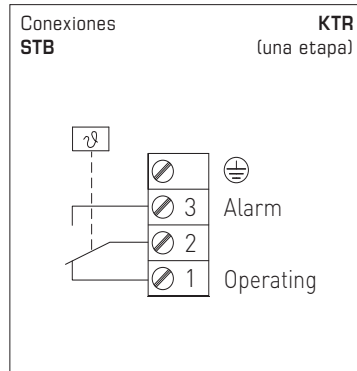 Conexiones KTR
STB (una etapa)
ϑ
3 Alarm
2
1 Operating